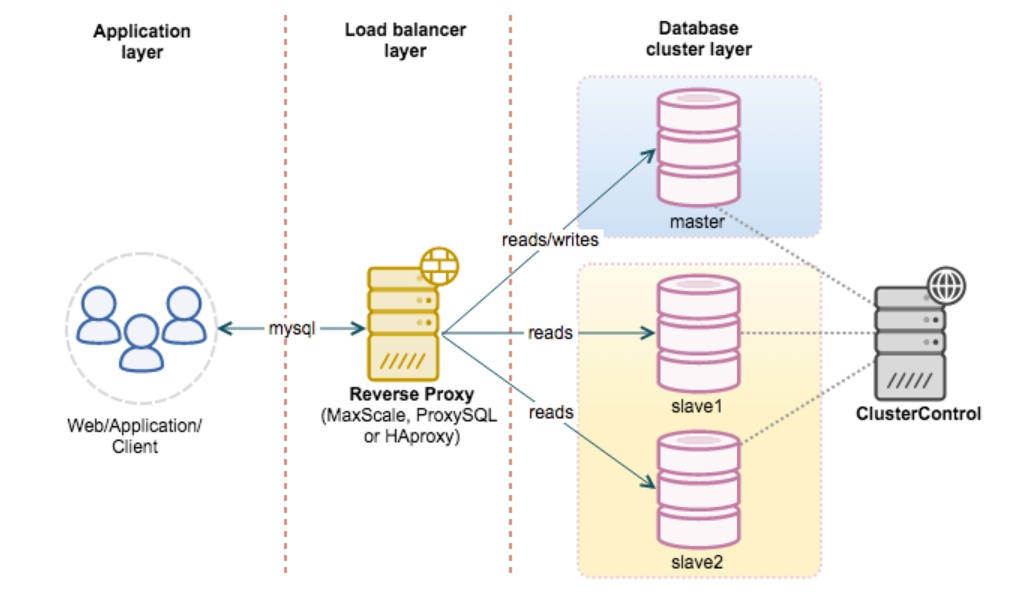 Application
layer
Load balancer
layer
Database
cluster layer
master
reads/writes
mysql
reads
reads
slave1
slave2
Web/Application/
Client
Reverse Proxy
(MaxScale, ProxySQL
or HAproxy)
ClusterControl